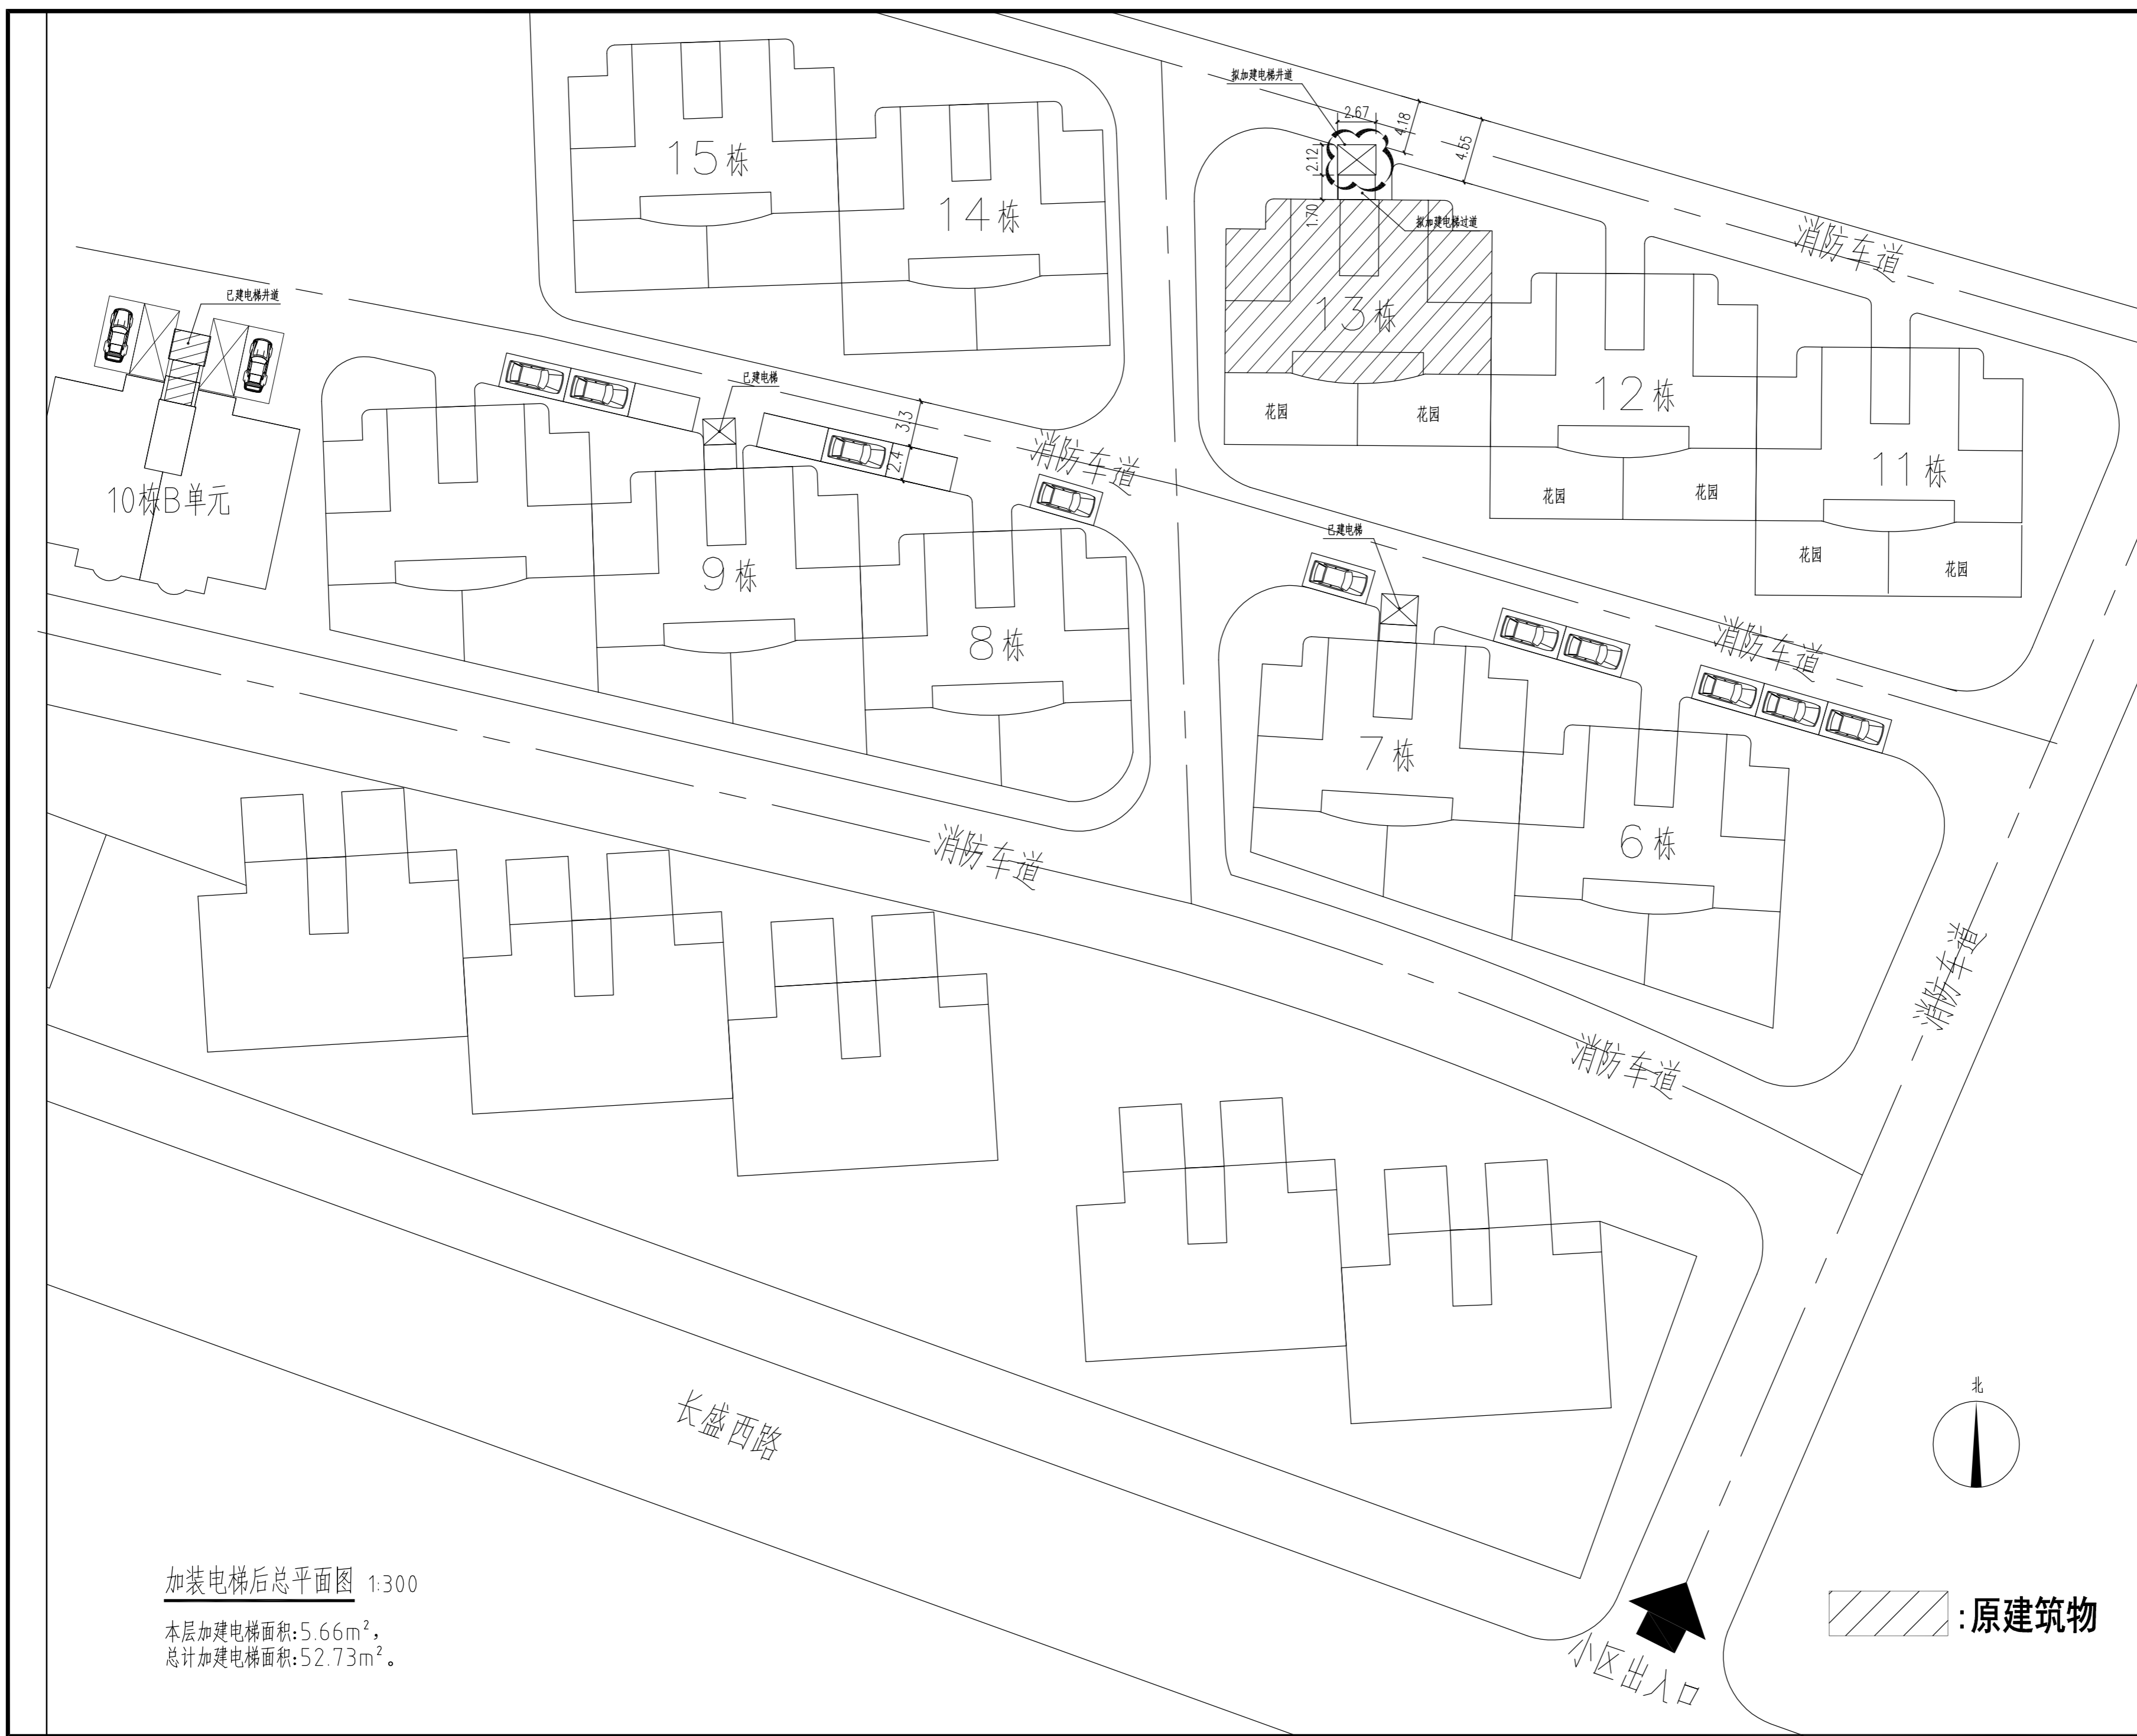 拟加建电梯井道
2.67
4.18
4.65
2.12
1.70
拟加建电梯过道
15栋
14栋
消防车道
已建电梯井道
13栋
已建电梯
12栋
花园
花园
3.3
2.4
消防车道
11栋
10栋B单元
花园
花园
已建电梯
9栋
花园
花园
8栋
消防车道
7栋
6栋
消防车道
消防车道
消防车道
北
长盛西路
加装电梯后总平面图 1:300
本层加建电梯面积:5.66m²,
总计加建电梯面积:52.73m²。
:原建筑物
小区出入口